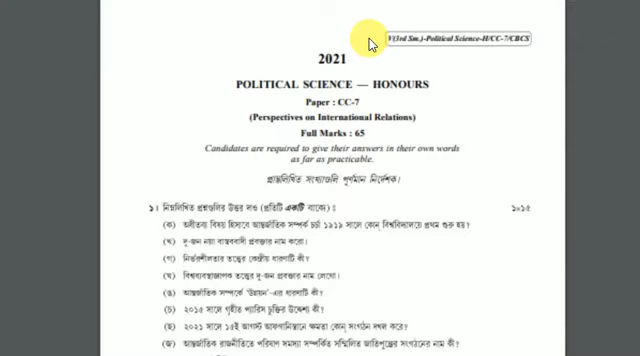 V(3rd Sm.)-Political Science-H/CC-7/CBCS
2021
POLITICAL SCIENCE — HONOURS
Paper : CC-7
(Perspectives on International Relations)
Full Marks : 65
Candidates are required to give their answers in their own words
as far as practicable.
প্রান্তলিখিত সংখ্যাগুলি পূর্ণমান নির্দেশক।
১। নিম্নলিখিত প্রশ্নগুলির উত্তর দাও (প্রতিটি একটি বাক্যে) : ১×১৫
(ক) অধীতব্য বিষয় হিসাবে আন্তর্জাতিক সম্পর্ক চর্চা ১৯১৯ সালে কোন্ বিশ্ববিদ্যালয়ে প্রথম শুরু হয়?
(খ) দু-জন নয়া বাস্তববাদী প্রবক্তার নাম করো।
(গ) নির্ভরশীলতার তত্ত্বের কেন্দ্রীয় ধারণাটি কী?
(ঘ) বিশ্বব্যবস্থাজ্ঞাপক তত্ত্বের দু-জন প্রবক্তার নাম লেখো।
(ঙ) আন্তর্জাতিক সম্পর্কে 'উন্নয়ন'-এর ধারণাটি কী?
(চ) ২০১৫ সালে গৃহীত প্যারিস চুক্তির উদ্দেশ্য কী?
(ছ) ২০২১ সালে ১৫ই আগস্ট আফগানিস্তানে ক্ষমতা কোন্ সংগঠন দখল করে?
(জ) আন্তর্জাতিক রাজনীতিতে পরিযাণ সমস্যা সম্পর্কিত সম্মিলিত জাতিপুঞ্জের সংগঠনের নাম কী?